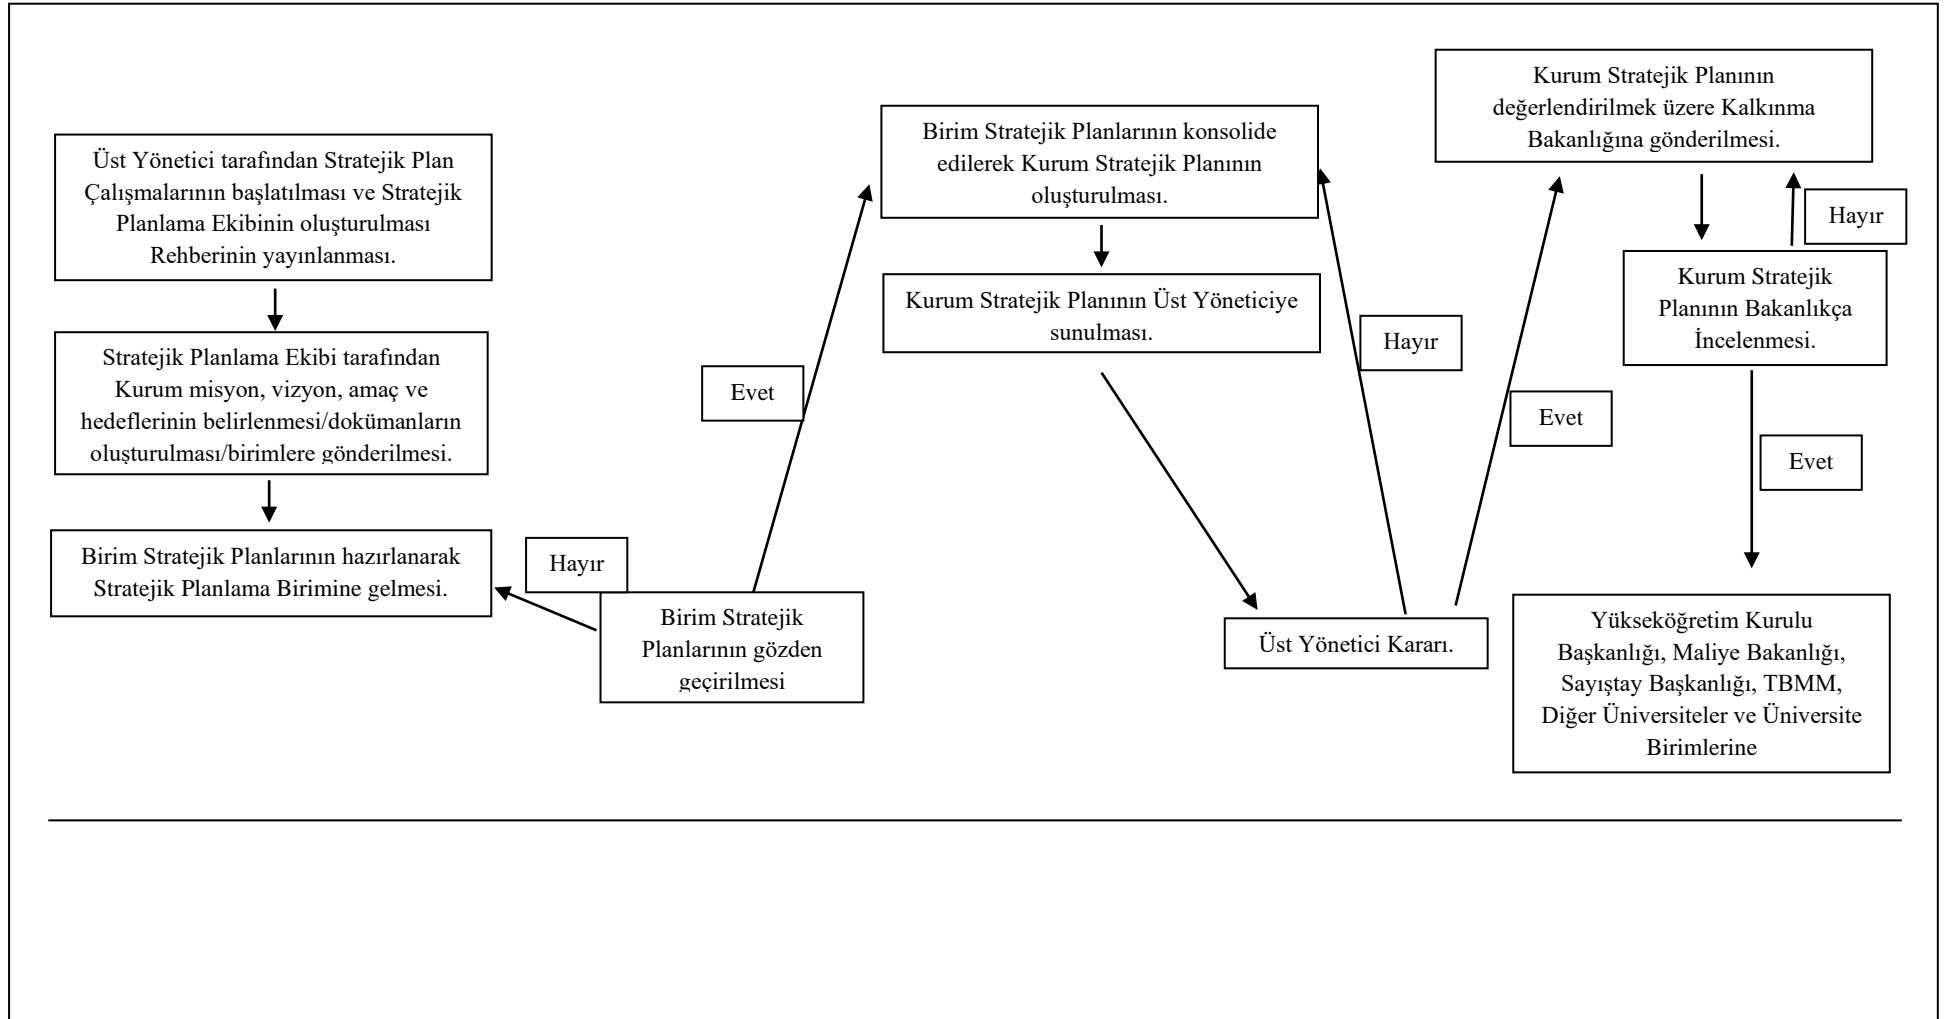 Üst Yönetici tarafından Stratejik Plan
Çalışmalarının başlatılması ve Stratejik
Planlama Ekibinin oluşturulması
Rehberinin yayınlanması.
Stratejik Planlama Ekibi tarafından
Kurum misyon, vizyon, amaç ve
hedeflerinin belirlenmesi/dokümanların
oluşturulması/birimlere gönderilmesi.
Birim Stratejik Planlarının hazırlanarak
Stratejik Planlama Birimine gelmesi.
Hayır
Birim Stratejik
Planlarının gözden
geçirilmesi
Evet
Birim Stratejik Planlarının konsolide
edilerek Kurum Stratejik Planının
oluşturulması.
Kurum Stratejik Planının Üst Yöneticiye
sunulması.
Hayır
Üst Yönetici Kararı.
Evet
Kurum Stratejik Planının
değerlendirilmek üzere Kalkınma
Bakanlığına gönderilmesi.
Hayır
Kurum Stratejik
Planının Bakanlıkça
İncelenmesi.
Evet
Yükseköğretim Kurulu
Başkanlığı, Maliye Bakanlığı,
Sayıştay Başkanlığı, TBMM,
Diğer Üniversiteler ve Üniversite
Birimlerine